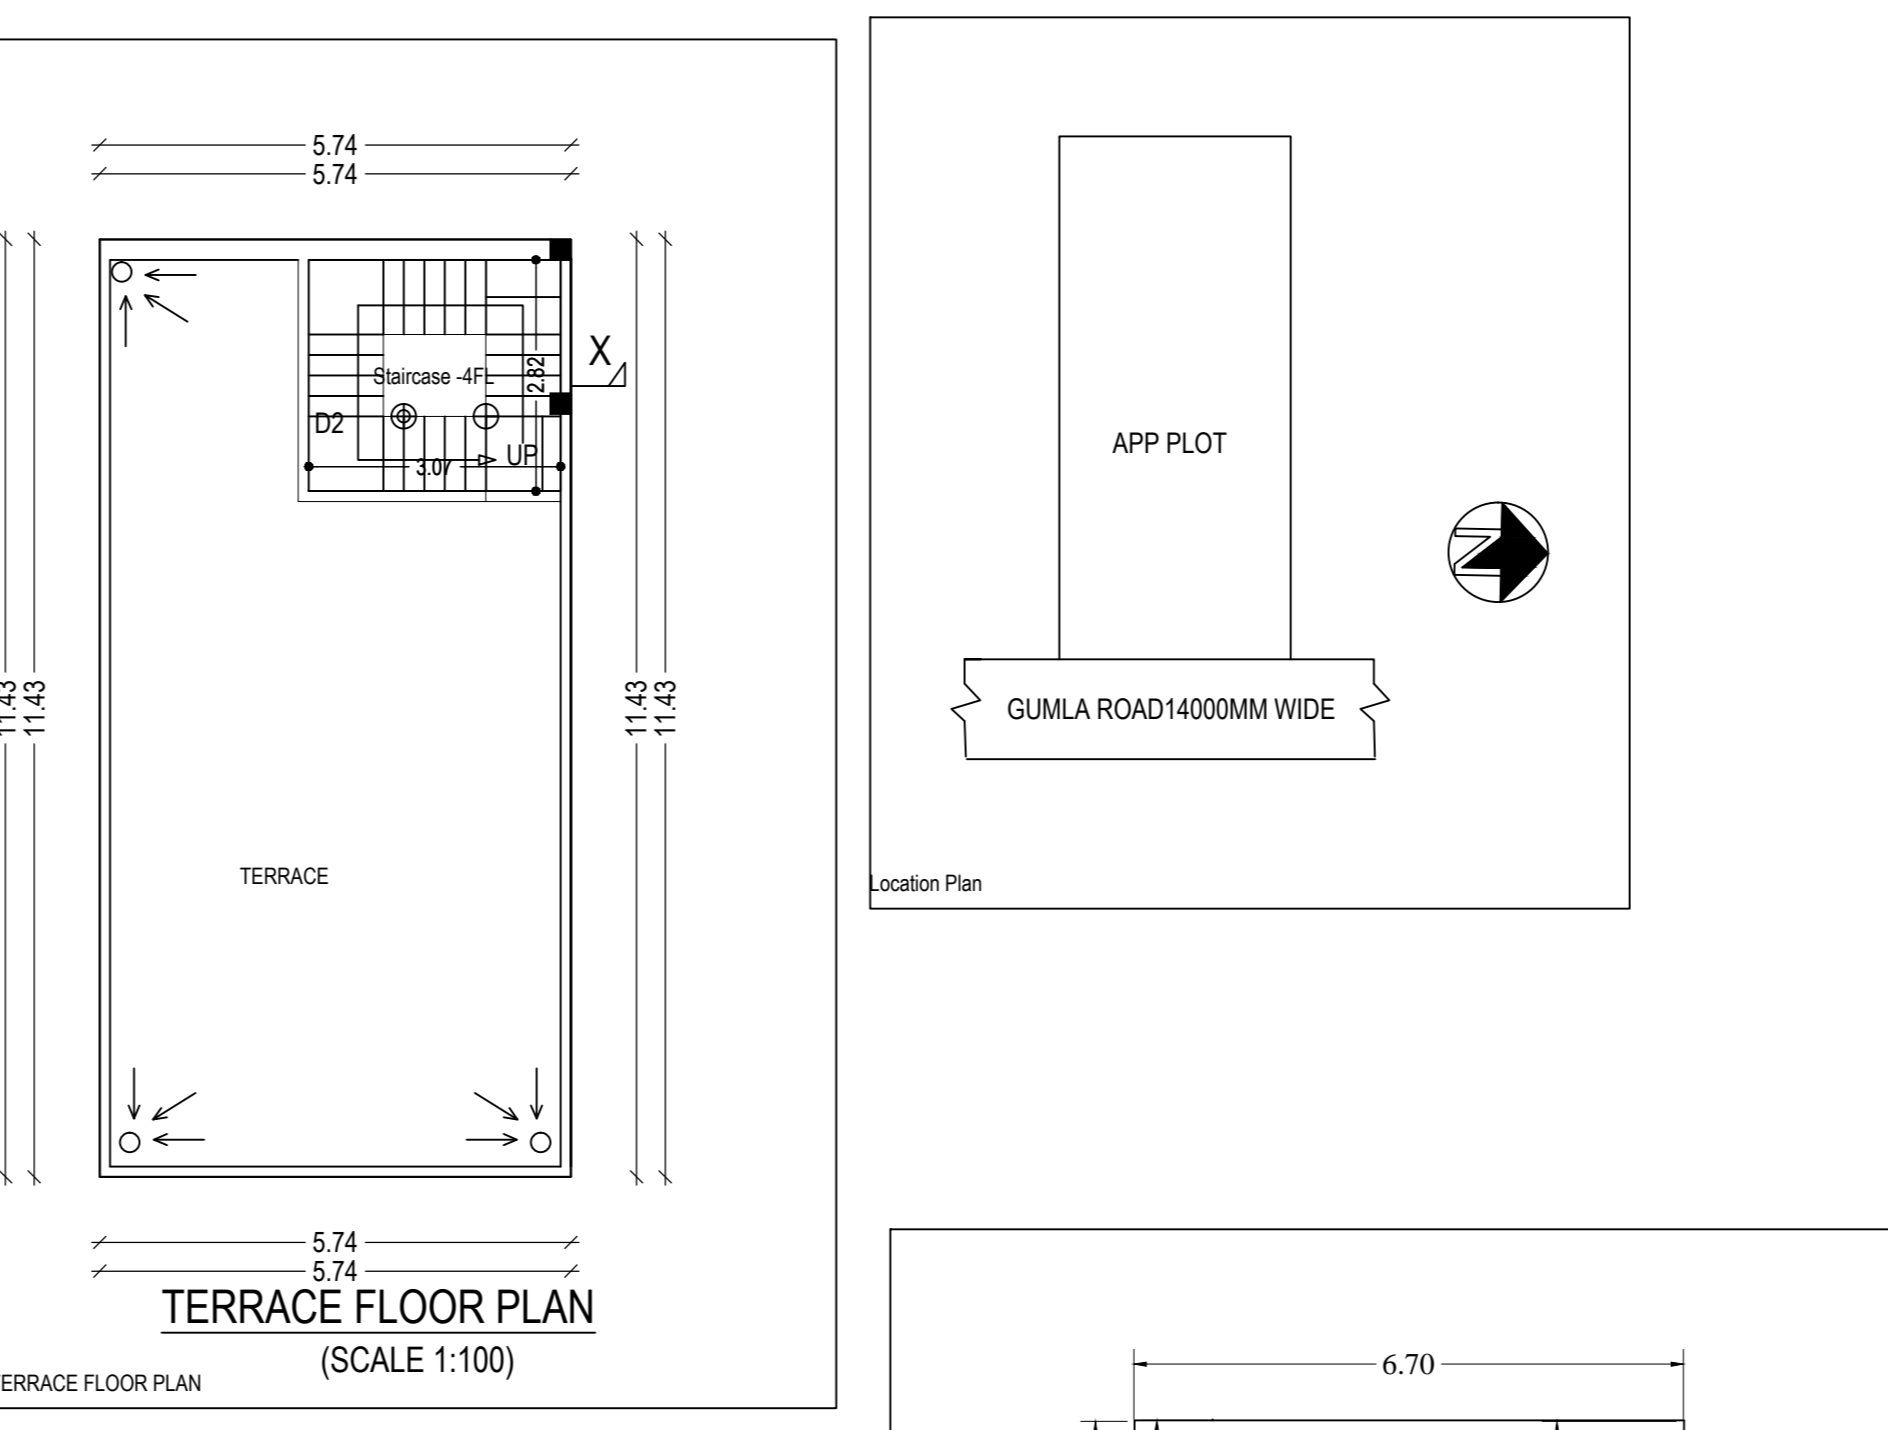 5.74
5.74
X
Staircase -4FL
2.82
D2
UP
3.07
11.43
11.43
11.43
11.43
TERRACE
5.74
5.74
TERRACE FLOOR PLAN
(SCALE 1:100)
TERRACE FLOOR PLAN
APP PLOT
N
GUMLA ROAD14000MM WIDE
Location Plan
6.70